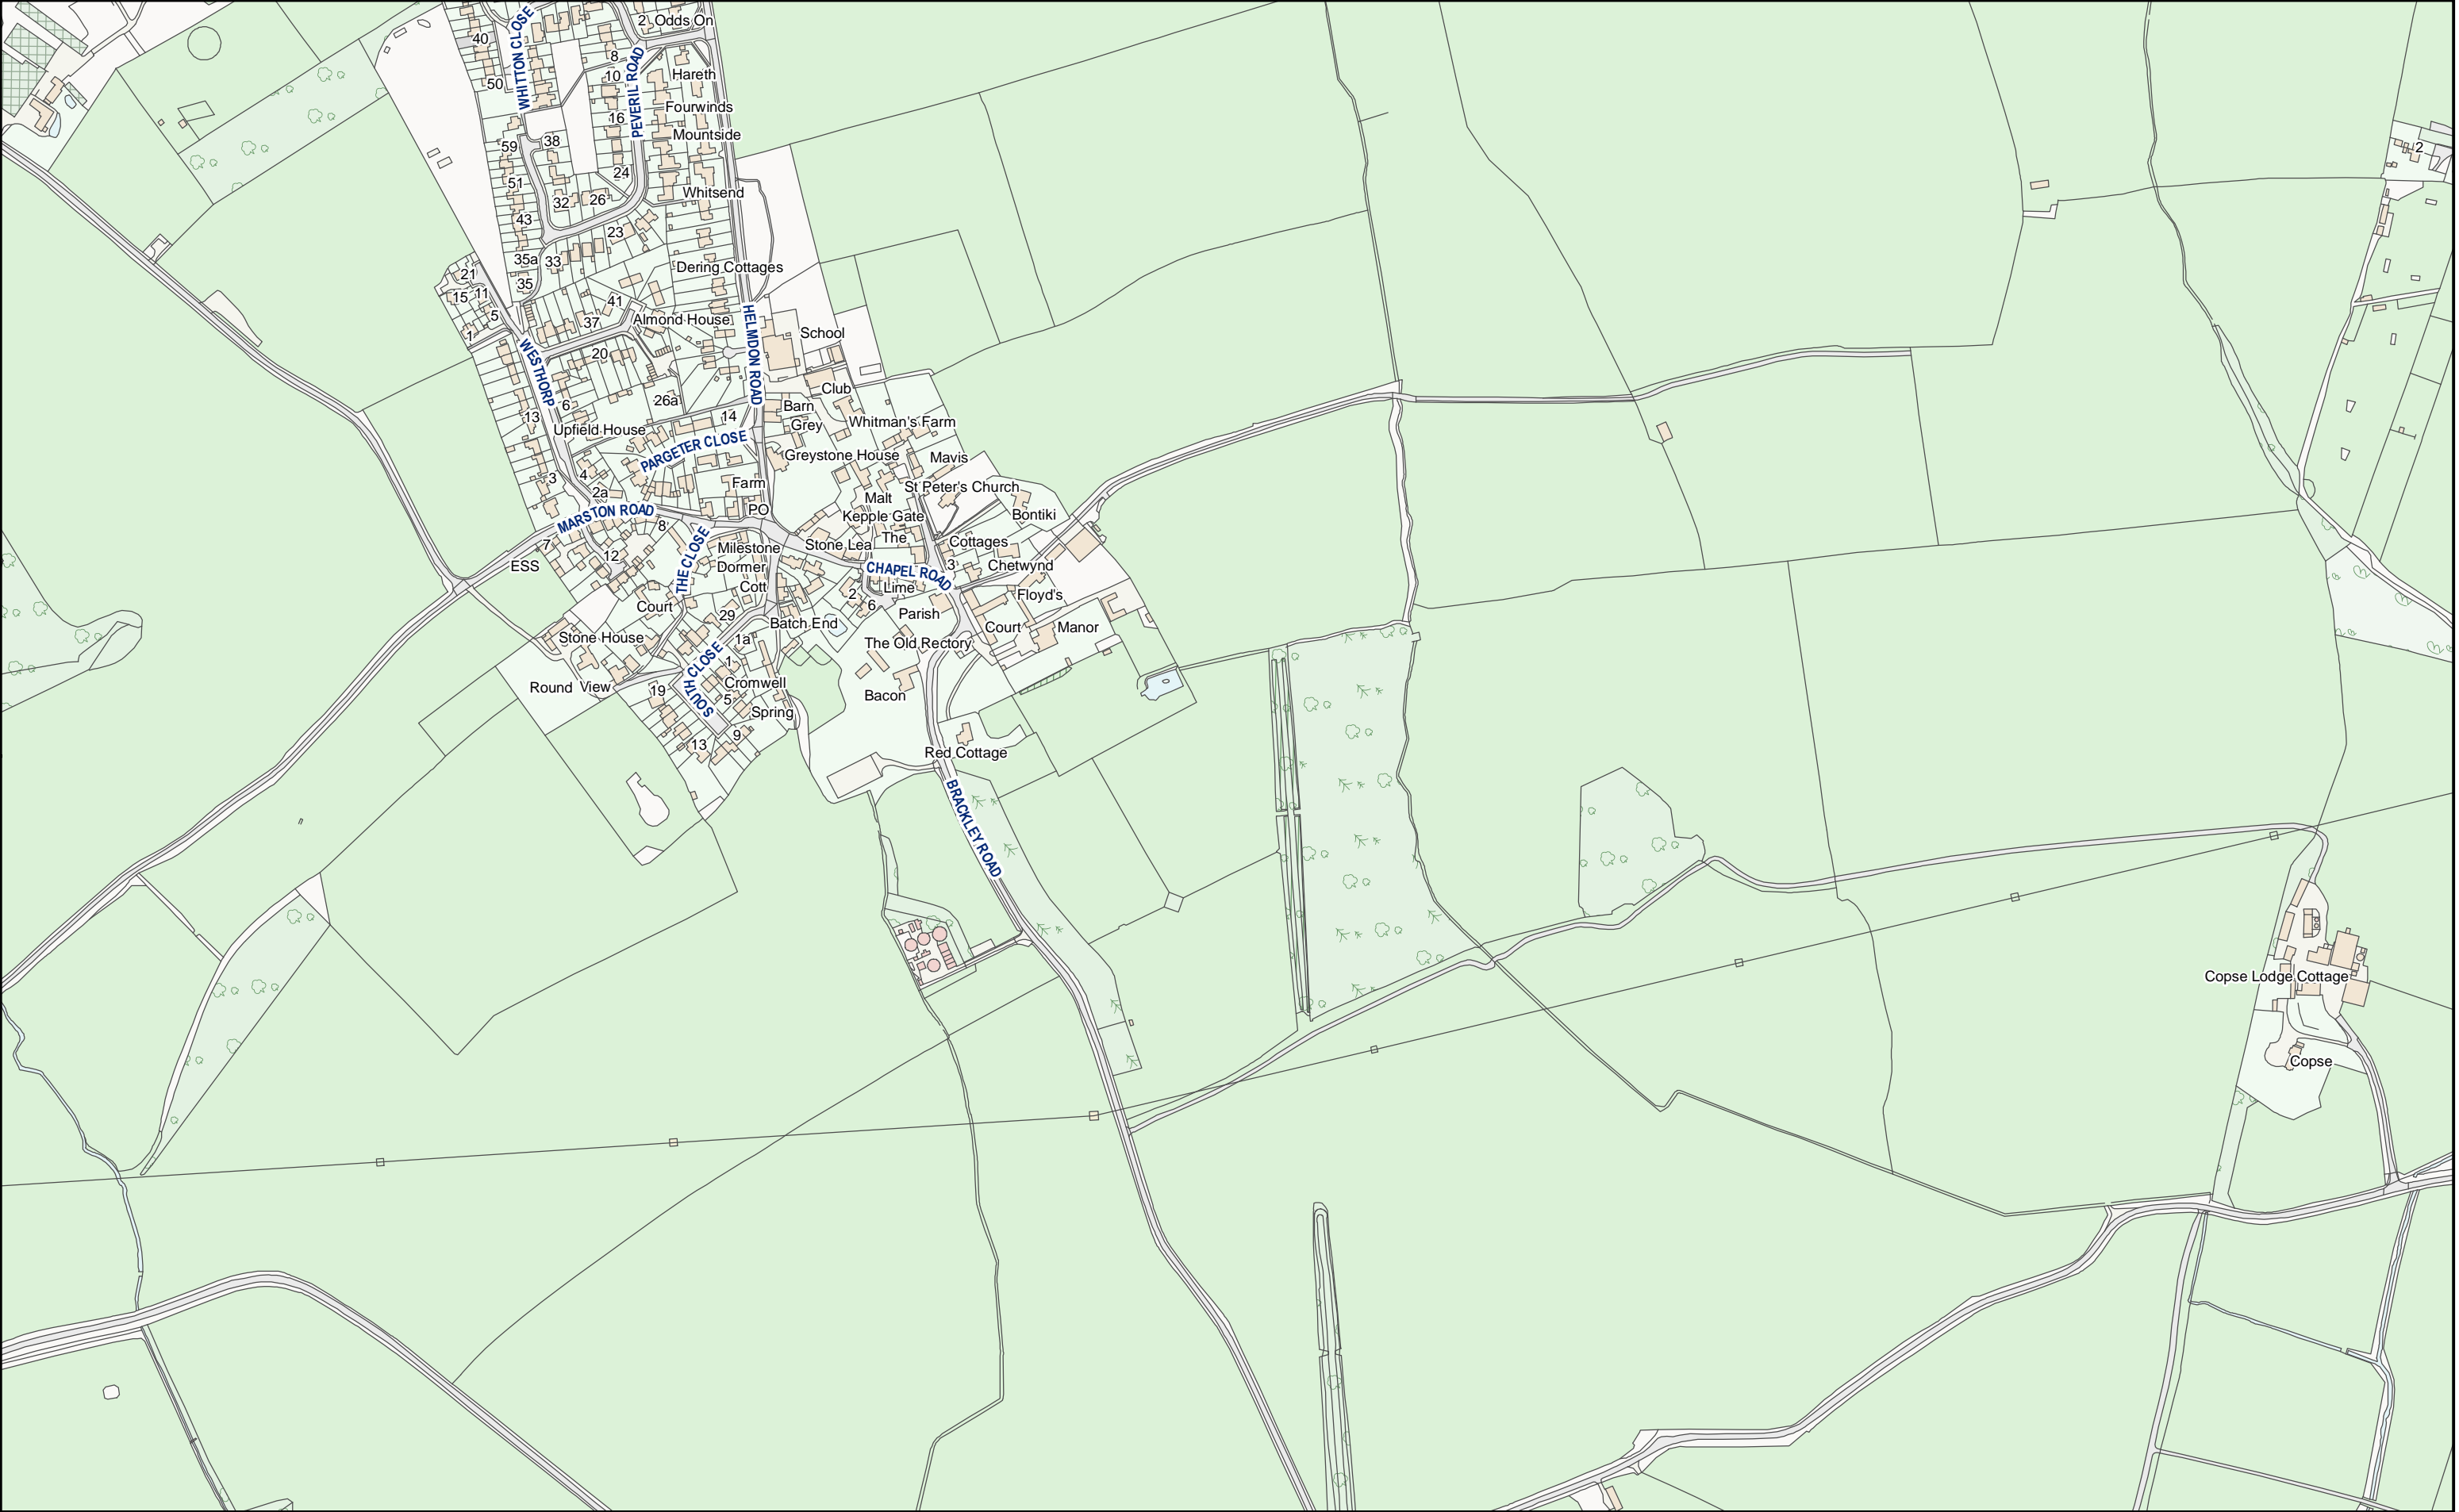 2 Odds On
40
WHITTON CLOSE
8
PEVERIL ROAD
Hareth
10
50
Fourwinds
16
Mountside
38
59
2
24
51
Whitsend
32
26
43
23
35a
33
Dering Cottages
21
35
15
11
41
5
37
Almond House
HELMDON ROAD
School
1
WESTHORP
20
Club
6
26a
Barn
13
14
Grey
Whitman's Farm
Upfield House
PARGETER CLOSE
Greystone House
Mavis
4
3
Farm
St Peter's Church
2a
Malt
MARSTON ROAD
PO
Kepple Gate
Bontiki
8
The
7
THE CLOSE
Milestone
Stone Lea
Cottages
12
ESS
Dormer
CHAPEL ROAD
3
Chetwynd
Cott
Lime
2
Floyd's
Court
29
6
Parish
Batch End
Court
Manor
Stone House
1a
The Old Rectory
SOUTH CLOSE
1
Round View
19
Cromwell
Bacon
5
Spring
9
13
Red Cottage
BRACKLEY ROAD
Copse Lodge Cottage
Copse